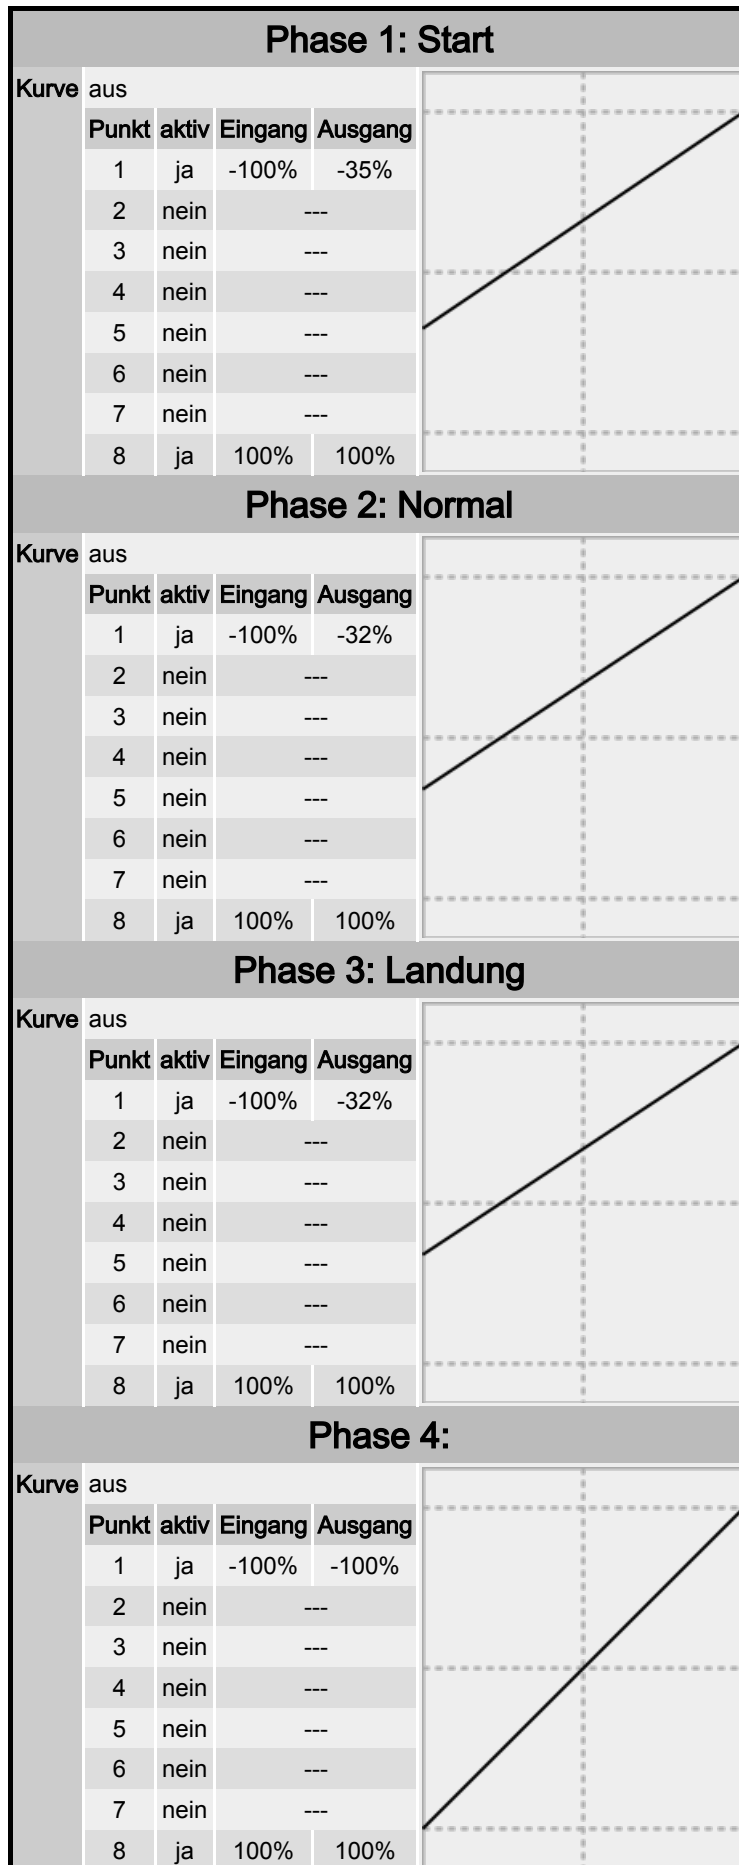 Phase 1: Start
Kurve aus
Punkt aktiv Eingang Ausgang
1 ja -100% -35%
2 nein ---
3 nein ---
4 nein ---
5 nein ---
6 nein ---
7 nein ---
8 ja 100% 100%
Phase 2: Normal
Kurve aus
Punkt aktiv Eingang Ausgang
1 ja -100% -32%
2 nein ---
3 nein ---
4 nein ---
5 nein ---
6 nein ---
7 nein ---
8 ja 100% 100%
Phase 3: Landung
Kurve aus
Punkt aktiv Eingang Ausgang
1 ja -100% -32%
2 nein ---
3 nein ---
4 nein ---
5 nein ---
6 nein ---
7 nein ---
8 ja 100% 100%
Phase 4:
Kurve aus
Punkt aktiv Eingang Ausgang
1 ja -100% -100%
2 nein ---
3 nein ---
4 nein ---
5 nein ---
6 nein ---
7 nein ---
8 ja 100% 100%